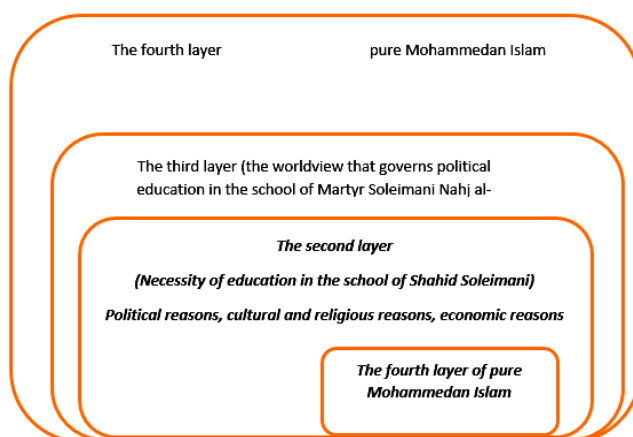 The fourth layer pure Mohammedan Islam
The third layer (the worldview that governs political
education in the school of Martyr Soleimani Nahj al-
The second layer
(Necessity of education in the school of Shahid Soleimani)
Political reasons, cultural and religious reasons, economic reasons
The fourth layer of pure
Mohammedan Islam